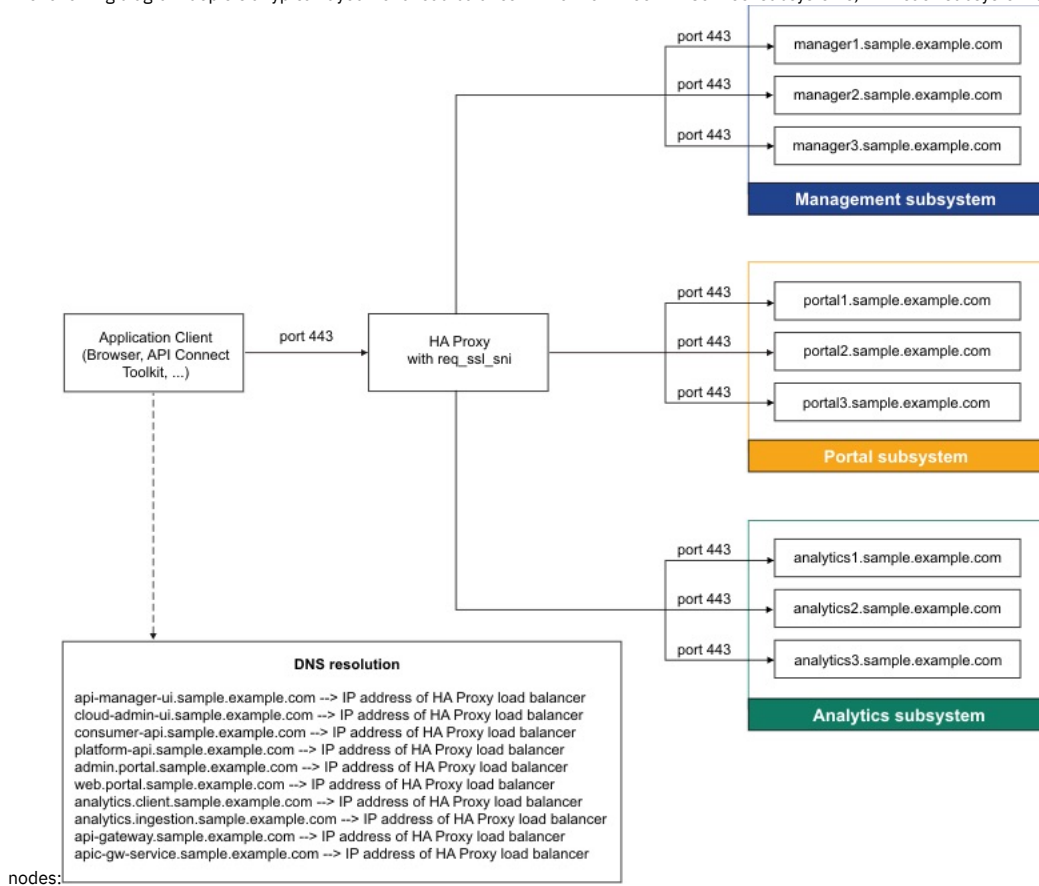 port 443
manager1.sample.example.com
port 443
manager2.sample.example.com
port 443
manager3.sample.example.com
Management subsystem
port 443
portal1.sample.example.com
Application Client
(Browser, API Connect
Toolkit, ...)
port 443
HA Proxy
with req_ssl_sni
port 443
portal2.sample.example.com
port 443
portal3.sample.example.com
Portal subsystem
port 443
analytics1.sample.example.com
port 443
analytics2.sample.example.com
port 443
analytics3.sample.example.com
Analytics subsystem
DNS resolution
api-manager-ui.sample.example.com --> IP address of HA Proxy load balancer
cloud-admin-ui.sample.example.com --> IP address of HA Proxy load balancer
consumer-api.sample.example.com --> IP address of HA Proxy load balancer
platform-api.sample.example.com --> IP address of HA Proxy load balancer
admin.portal.sample.example.com --> IP address of HA Proxy load balancer
web.portal.sample.example.com --> IP address of HA Proxy load balancer
analytics.client.sample.example.com --> IP address of HA Proxy load balancer
analytics.ingestion.sample.example.com --> IP address of HA Proxy load balancer
api-gateway.sample.example.com --> IP address of HA Proxy load balancer
apic-gw-service.sample.example.com --> IP address of HA Proxy load balancer
nodes: